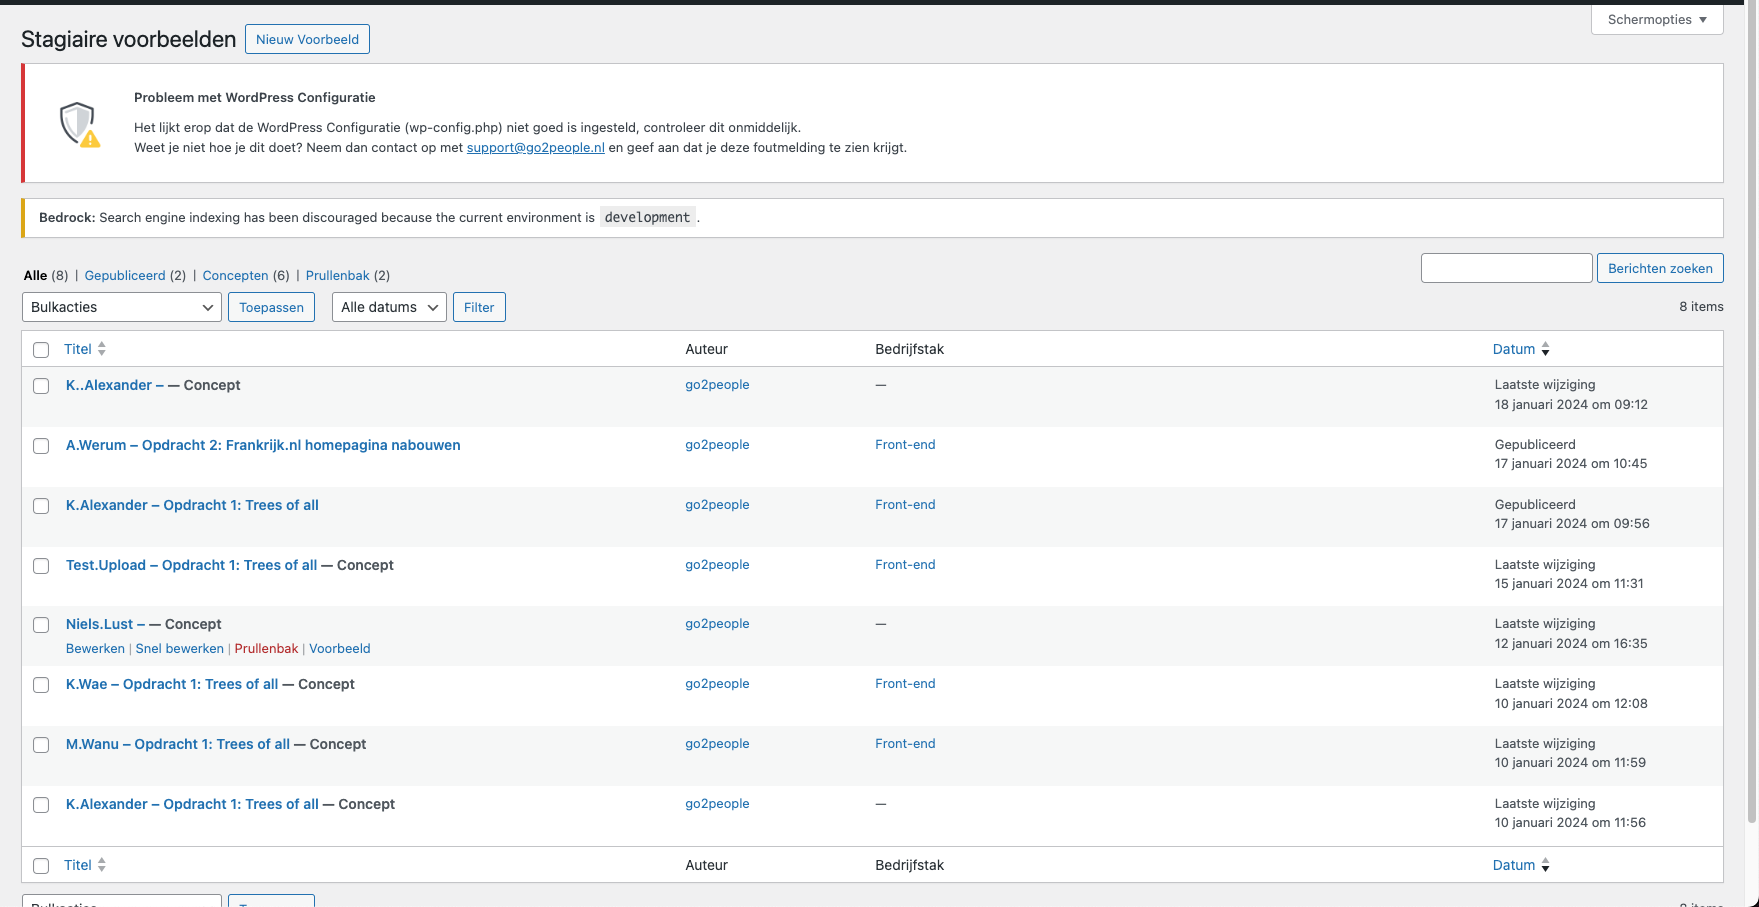 Schermopties ▼
Stagiaire voorbeelden Nieuw Voorbeeld
Probleem met WordPress Configuratie
Het lijkt erop dat de WordPress Configuratie (wp-config.php) niet goed is ingesteld, controleer dit onmiddelijk.
Weet je niet hoe je dit doet? Neem dan contact op met support@go2people.nl en geef aan dat je deze foutmelding te zien krijgt.
Bedrock: Search engine indexing has been discouraged because the current environment is development.
Alle (8) | Gepubliceerd (2) | Concepten (6) | Prullenbak (2)
Berichten zoeken
Bulkacties Toepassen Alle datums Filter 8 items
Titel Auteur Bedrijfstak Datum
K..Alexander – — Concept go2people — Laatste wijziging
18 januari 2024 om 09:12
A.Werum – Opdracht 2: Frankrijk.nl homepagina nabouwen go2people Front-end Gepubliceerd
17 januari 2024 om 10:45
K.Alexander – Opdracht 1: Trees of all go2people Front-end Gepubliceerd
17 januari 2024 om 09:56
Test.Upload – Opdracht 1: Trees of all — Concept go2people Front-end Laatste wijziging
15 januari 2024 om 11:31
Niels.Lust – — Concept go2people — Laatste wijziging
12 januari 2024 om 16:35
Bewerken | Snel bewerken | Prullenbak | Voorbeeld
K.Wae – Opdracht 1: Trees of all — Concept go2people Front-end Laatste wijziging
10 januari 2024 om 12:08
M.Wanu – Opdracht 1: Trees of all — Concept go2people Front-end Laatste wijziging
10 januari 2024 om 11:59
K.Alexander – Opdracht 1: Trees of all — Concept go2people — Laatste wijziging
10 januari 2024 om 11:56
Titel Auteur Bedrijfstak Datum
Bulkacties 8 items